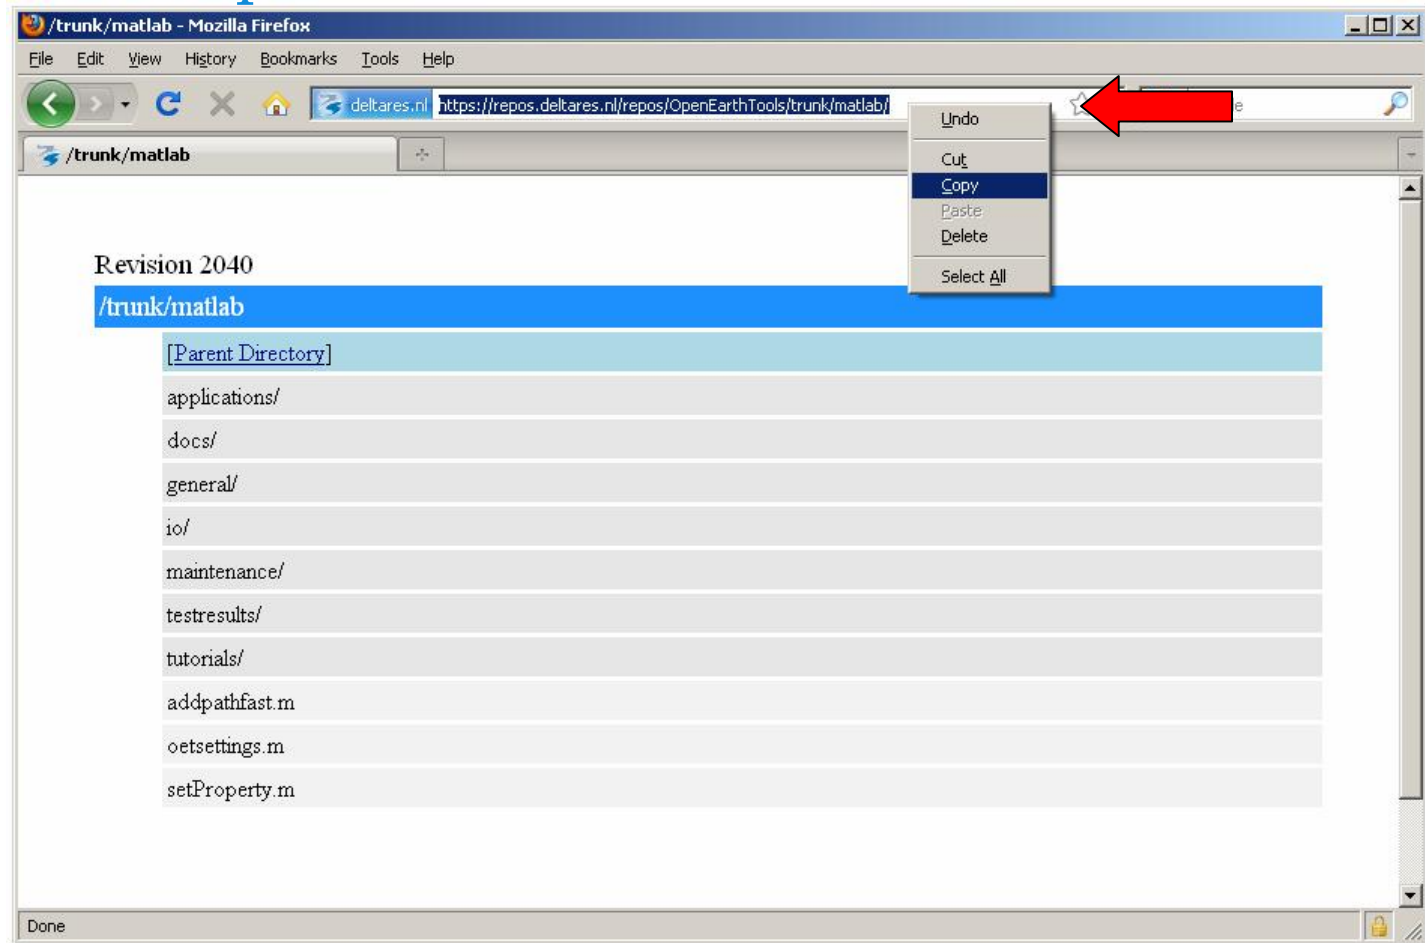 /trunk/matlab - Mozilla Firefox
File Edit View History Bookmarks Tools Help
deltares.nl https://repos.deltares.nl/repos/OpenEarthTools/trunk/matlab/
/trunk/matlab
Undo
Cut
Copy
Paste
Delete
Select All
Revision 2040
/trunk/matlab
[Parent Directory]
applications/
docs/
general/
io/
maintenance/
testresults/
tutorials/
addpathfast.m
oetsettings.m
setProperty.m
Done